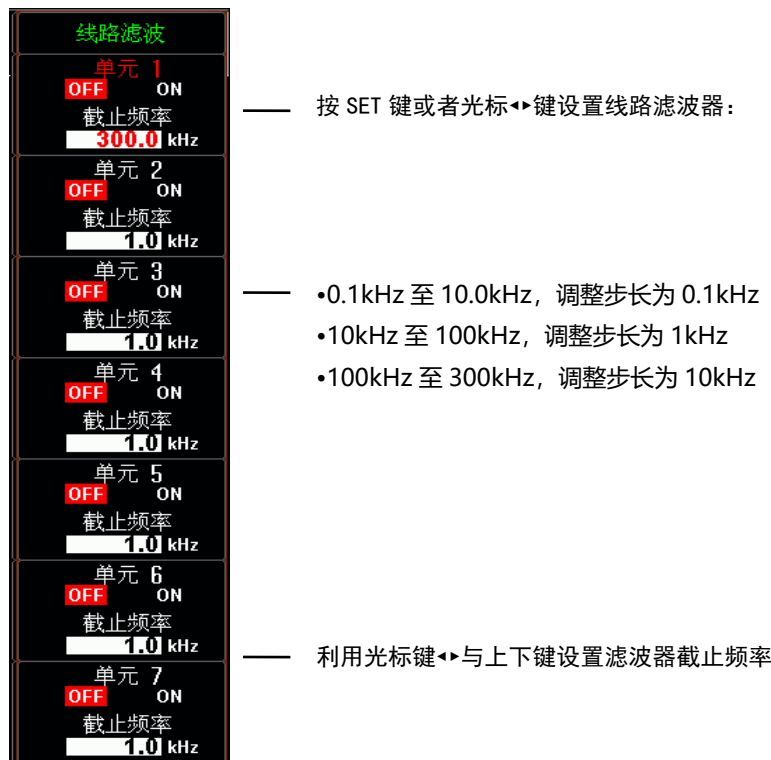 线路滤波
单元 1
OFF ON
截止频率
300.0 kHz
单元 2
OFF ON
截止频率
1.0 kHz
单元 3
OFF ON
截止频率
1.0 kHz
单元 4
OFF ON
截止频率
1.0 kHz
单元 5
OFF ON
截止频率
1.0 kHz
单元 6
OFF ON
截止频率
1.0 kHz
单元 7
OFF ON
截止频率
1.0 kHz
按 SET 键或者光标◂▸键设置线路滤波器：
•0.1kHz 至 10.0kHz，调整步长为 0.1kHz
•10kHz 至 100kHz，调整步长为 1kHz
•100kHz 至 300kHz，调整步长为 10kHz
利用光标键◂▸与上下键设置滤波器截止频率